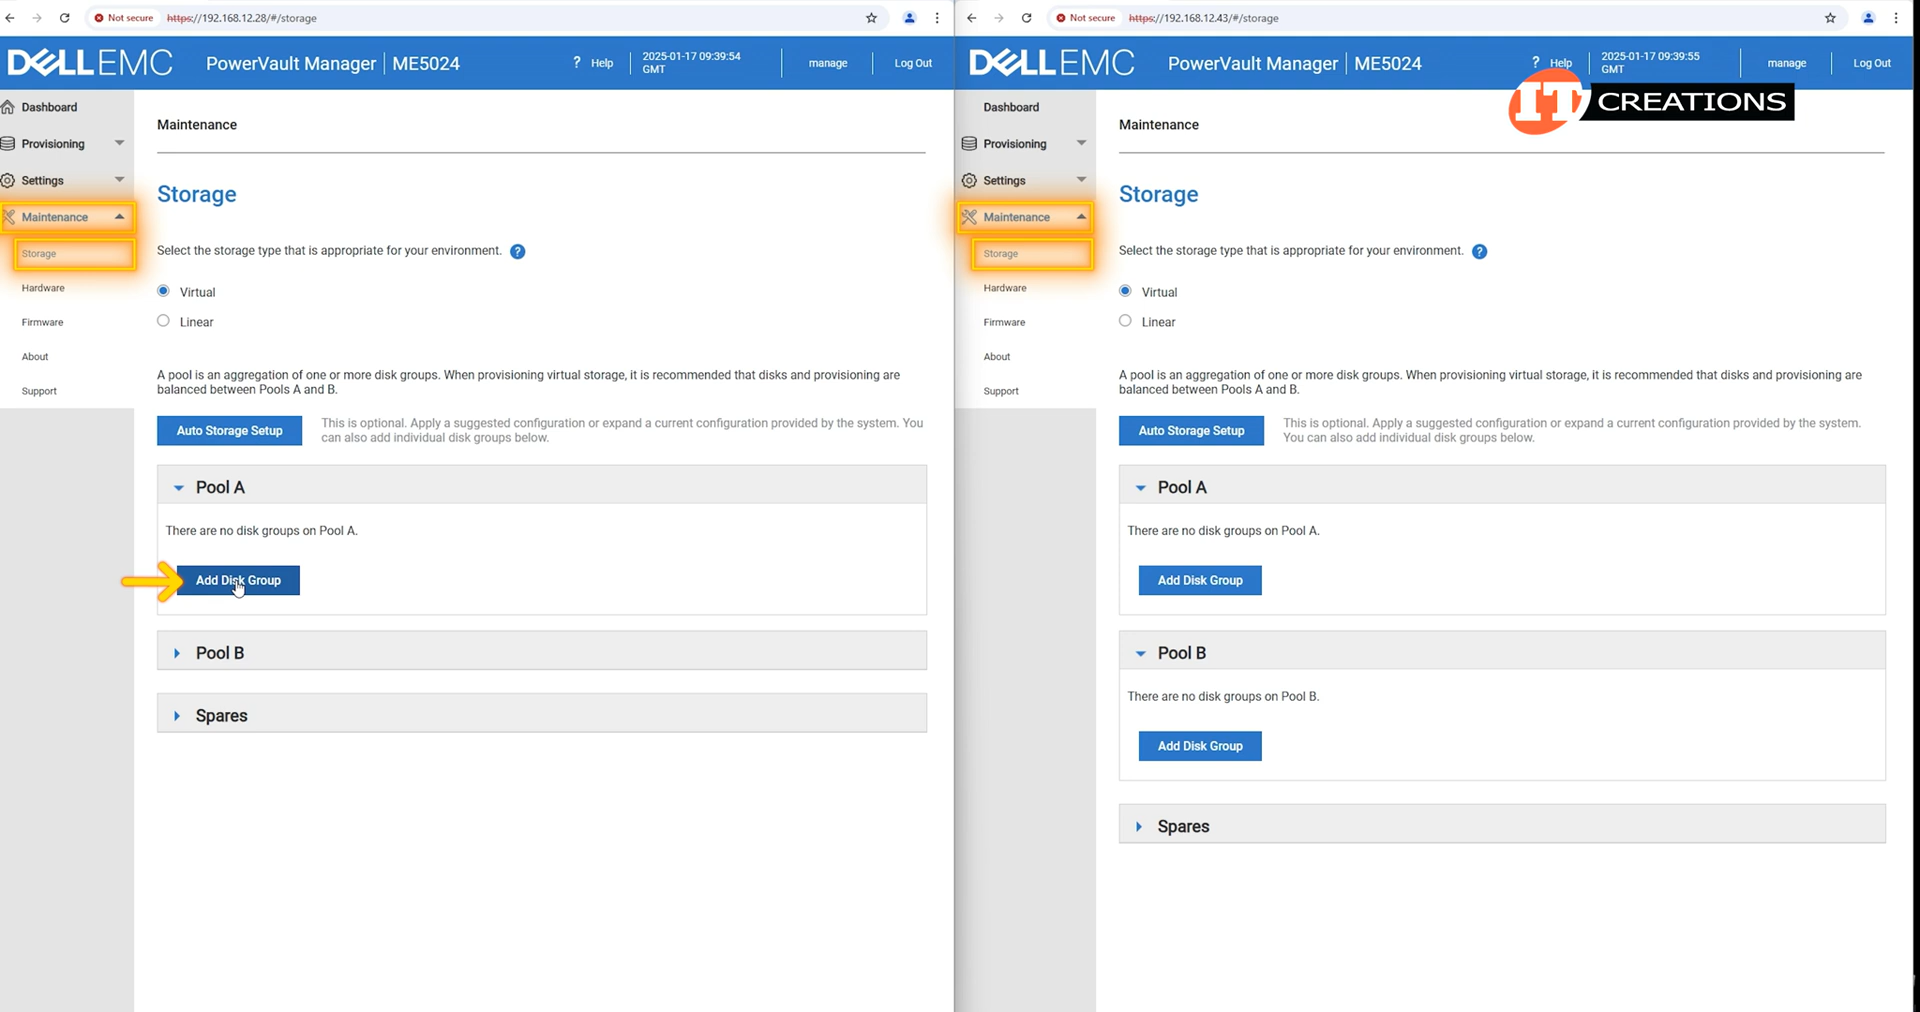 Not secure https://192.168.12.28/#/storage
DELLEMC PowerVault Manager | ME5024
? Help
2025-01-17 09:39:54
GMT
manage
Log Out
Dashboard
Provisioning
Settings
Maintenance
Storage
Hardware
Firmware
About
Support
Maintenance
Storage
Select the storage type that is appropriate for your environment. ?
Virtual
Linear
A pool is an aggregation of one or more disk groups. When provisioning virtual storage, it is recommended that disks and provisioning are
balanced between Pools A and B.
Auto Storage Setup
This is optional. Apply a suggested configuration or expand a current configuration provided by the system. You
can also add individual disk groups below.
Pool A
There are no disk groups on Pool A.
Add Disk Group
Pool B
Spares
Not secure https://192.168.12.43/#/storage
DELLEMC PowerVault Manager | ME5024
? Help
2025-01-17 09:39:55
GMT
manage
Log Out
IT CREATIONS
Dashboard
Provisioning
Settings
Maintenance
Storage
Hardware
Firmware
About
Support
Maintenance
Storage
Select the storage type that is appropriate for your environment. ?
Virtual
Linear
A pool is an aggregation of one or more disk groups. When provisioning virtual storage, it is recommended that disks and provisioning are
balanced between Pools A and B.
Auto Storage Setup
This is optional. Apply a suggested configuration or expand a current configuration provided by the system.
You can also add individual disk groups below.
Pool A
There are no disk groups on Pool A.
Add Disk Group
Pool B
There are no disk groups on Pool B.
Add Disk Group
Spares